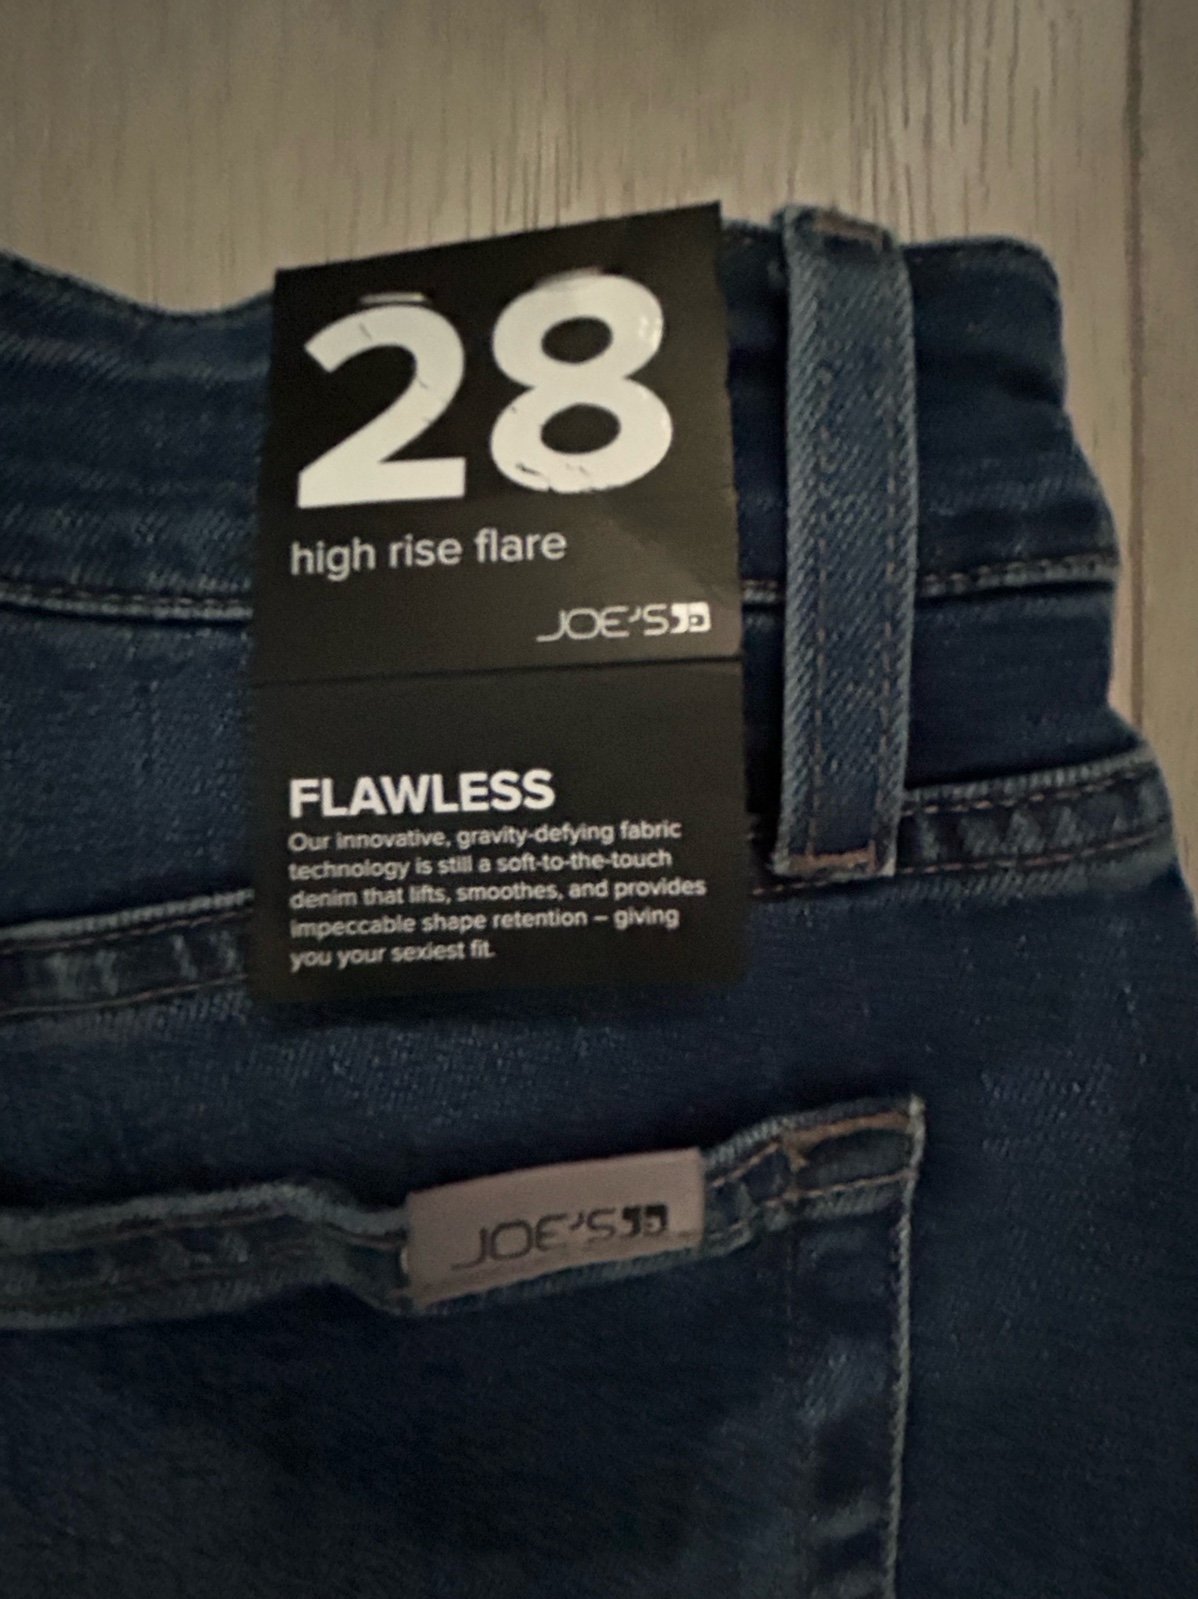 28
high rise flare
JOE'S
FLAWLESS
Our innovative, gravity-defying fabric
technology is still a soft-to-the-touch
denim that lifts, smoothes, and provides
impeccable shape retention – giving
you your sexiest fit.
JOE'S